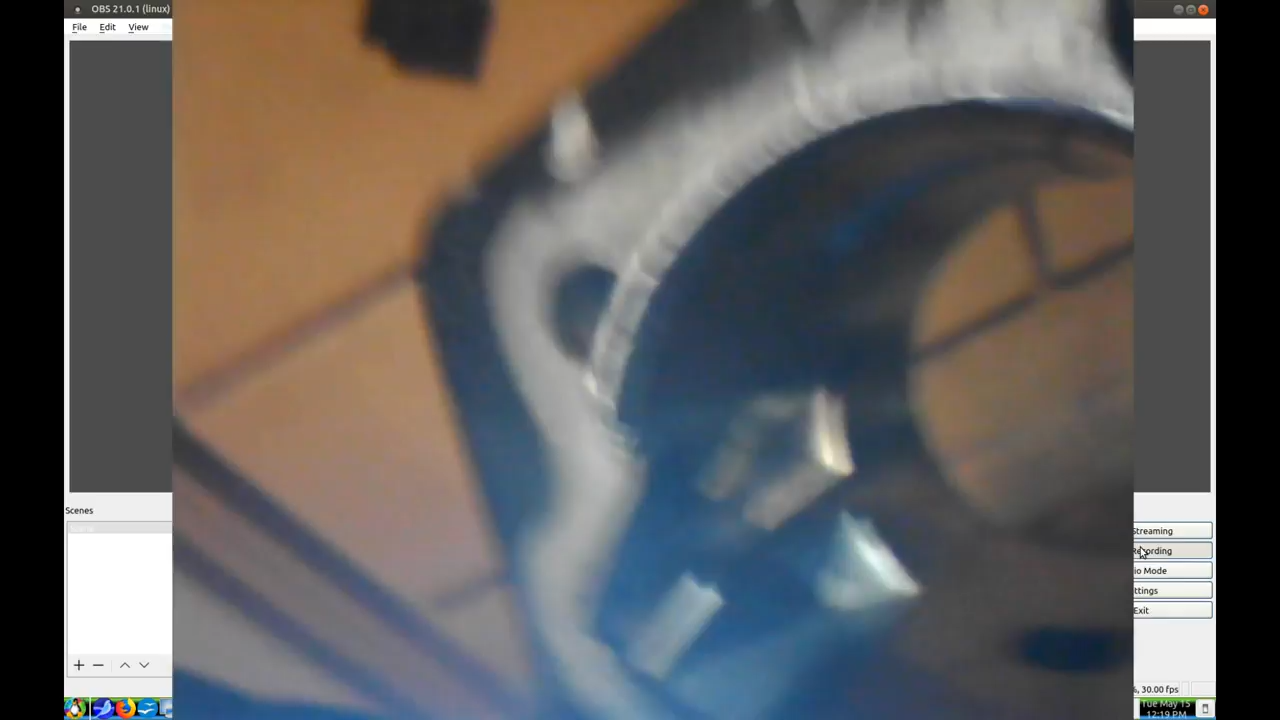 OBS 21.0.1 (linux)
File Edit View
Scenes
Streaming
Recording
io Mode
ttings
Exit
%, 30.00 fps
Tue May 15
12:19 PM